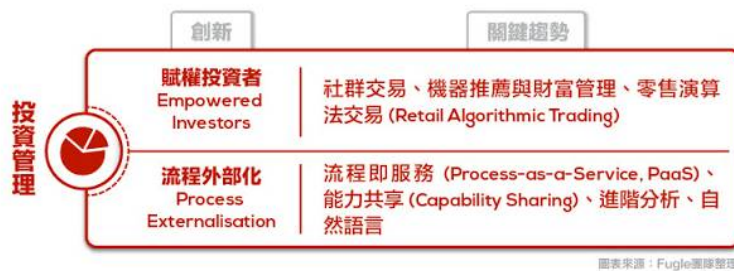 創新
關鍵趨勢
投資管理
賦權投資者
Empowered
Investors
社群交易、機器推薦與財富管理、零售演算
法交易 (Retail Algorithmic Trading)
流程外部化
Process
Externalisation
流程即服務 (Process-as-a-Service, PaaS)、
能力共享 (Capability Sharing)、進階分析、自
然語言
圖表來源：Fugle團隊整理